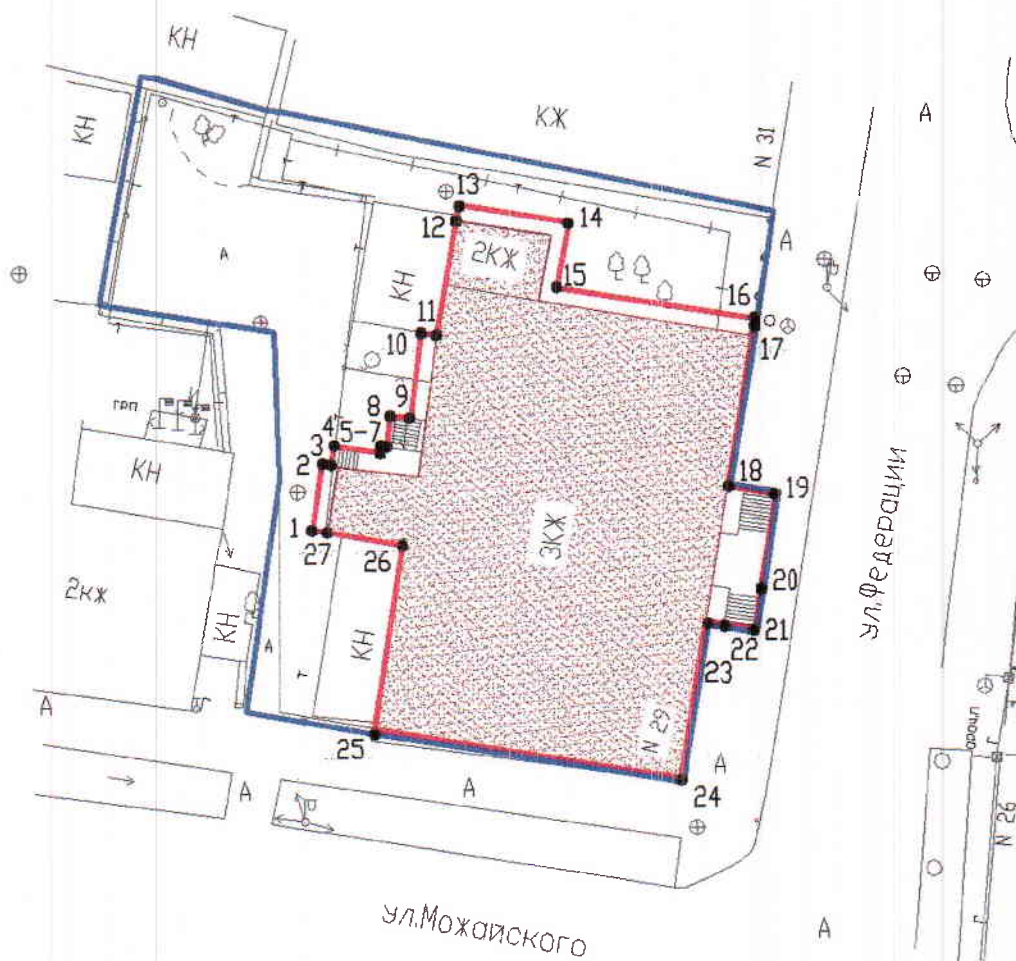 КН
КЖ
А
КН
N 31
13
12
14
2КЖ
А
А
КН
15
16
11
10
17
9
8
4
5-7
3
2
ГРП
КН
18
19
1
27
26
3КЖ
ул.Федерации
20
2кж
КН
21
22
23
КН
А
т
N 29
А
25
А
А
А
24
N 26
ул.Можайского
А